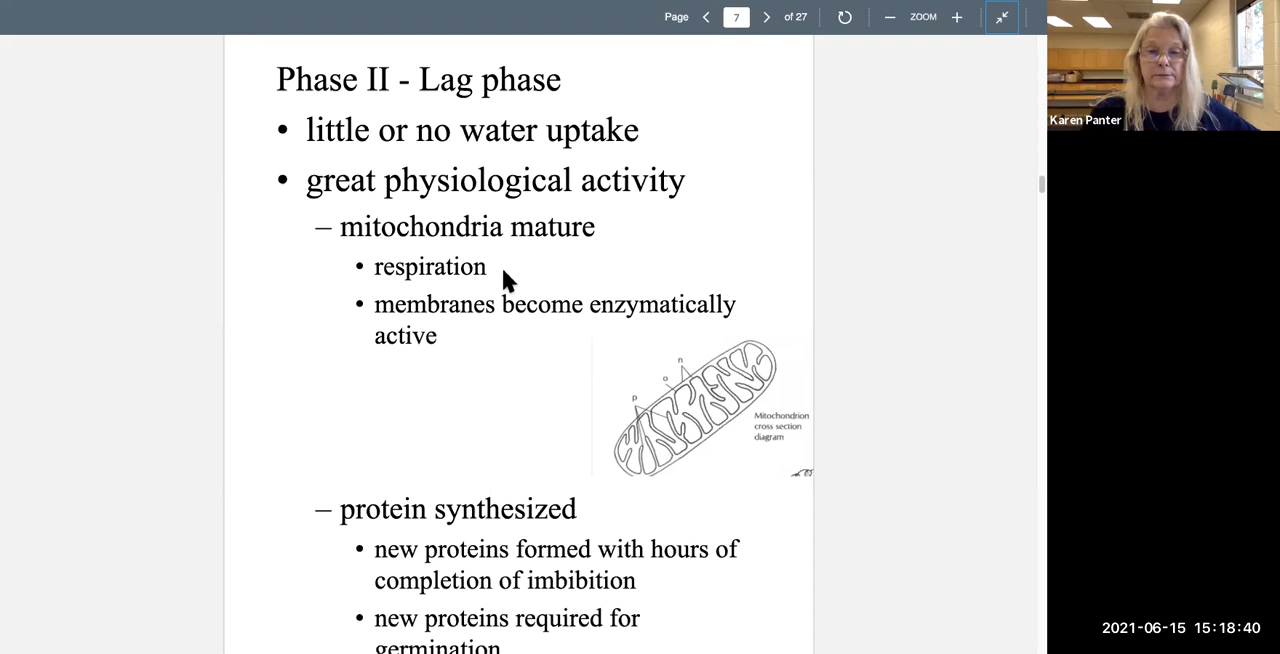 Page 7 of 27 ZOOM
Karen Panter
Phase II - Lag phase
• little or no water uptake
• great physiological activity
– mitochondria mature
• respiration
• membranes become enzymatically
active
n
o
p
Mitochondrion
cross section
diagram
– protein synthesized
• new proteins formed with hours of
completion of imbibition
• new proteins required for
germination
2021-06-15 15:18:40